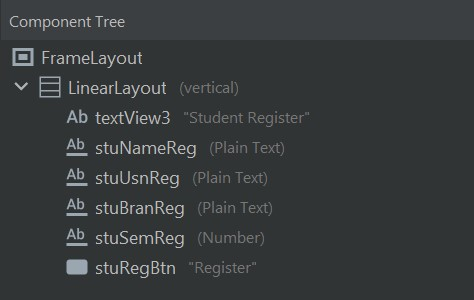 Component Tree
FrameLayout
LinearLayout (vertical)
Ab textView3 "Student Register"
Ab stuNameReg (Plain Text)
Ab stuUsnReg (Plain Text)
Ab stuBranReg (Plain Text)
Ab stuSemReg (Number)
stuRegBtn "Register"